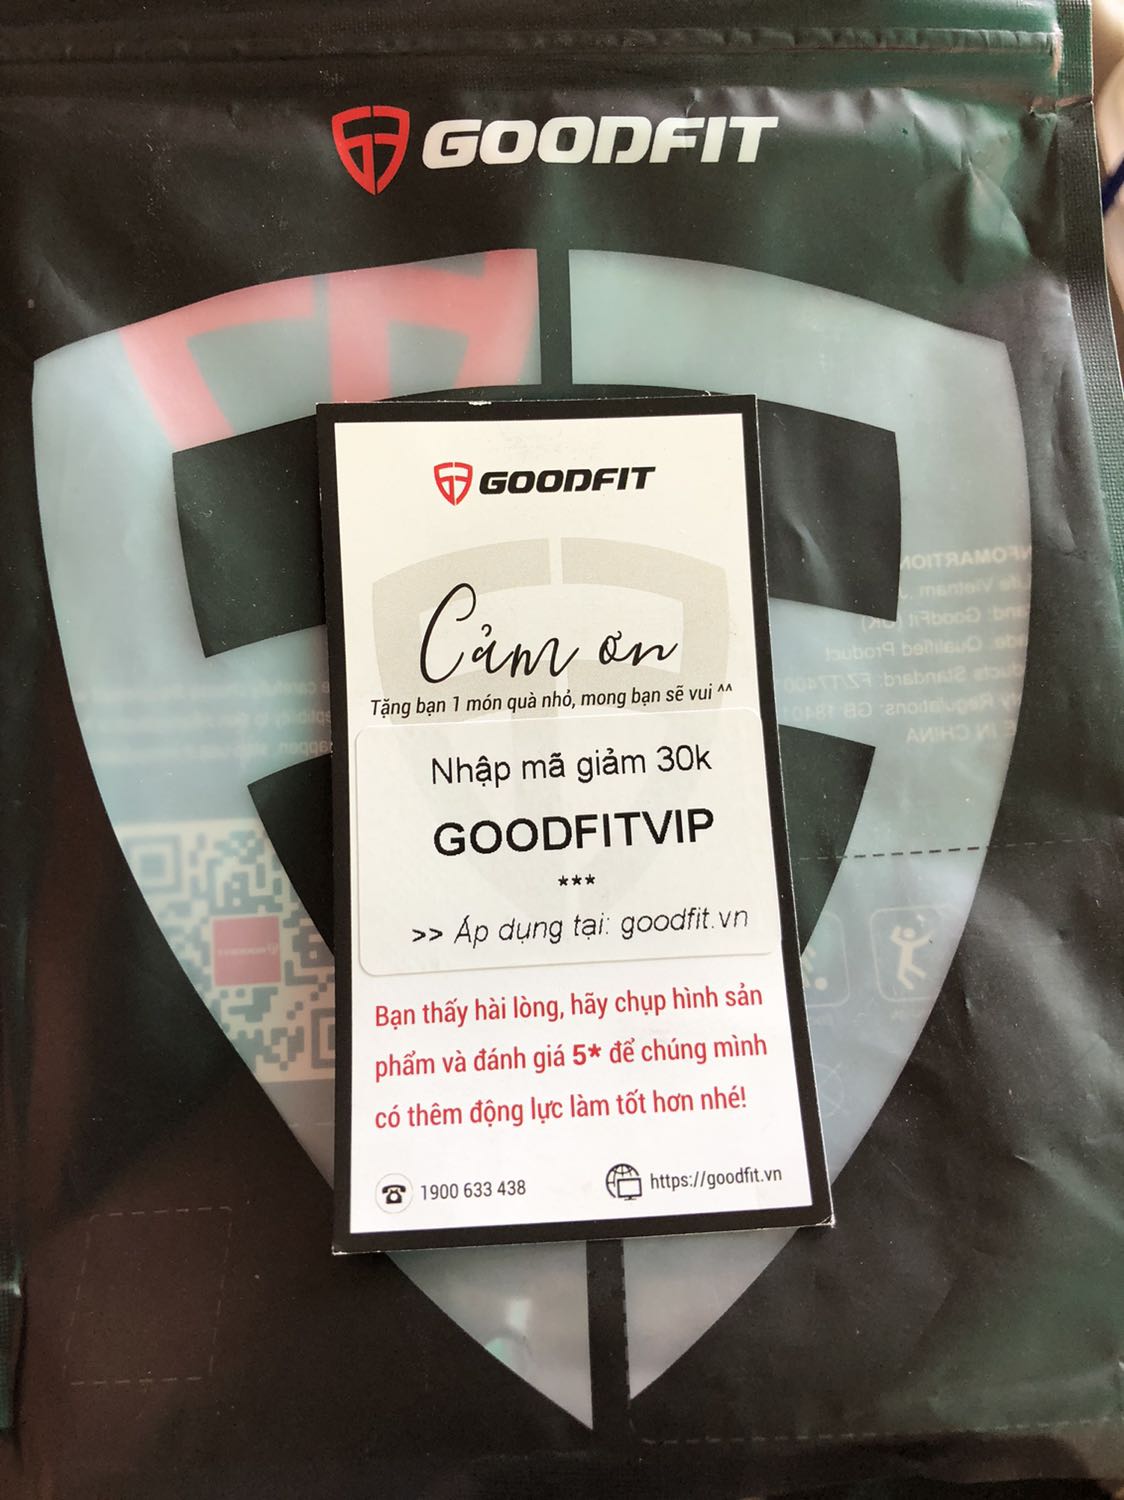 GOODFIT
GOODFIT
Cảm ơn
Tặng bạn 1 món quà nhỏ, mong bạn sẽ vui ^^
Nhập mã giảm 30k
GOODFITVIP
***
>> Áp dụng tại: goodfit.vn
Bạn thấy hài lòng, hãy chụp hình sản
phẩm và đánh giá 5* để chúng mình
có thêm động lực làm tốt hơn nhé!
1900 633 438
https://goodfit.vn